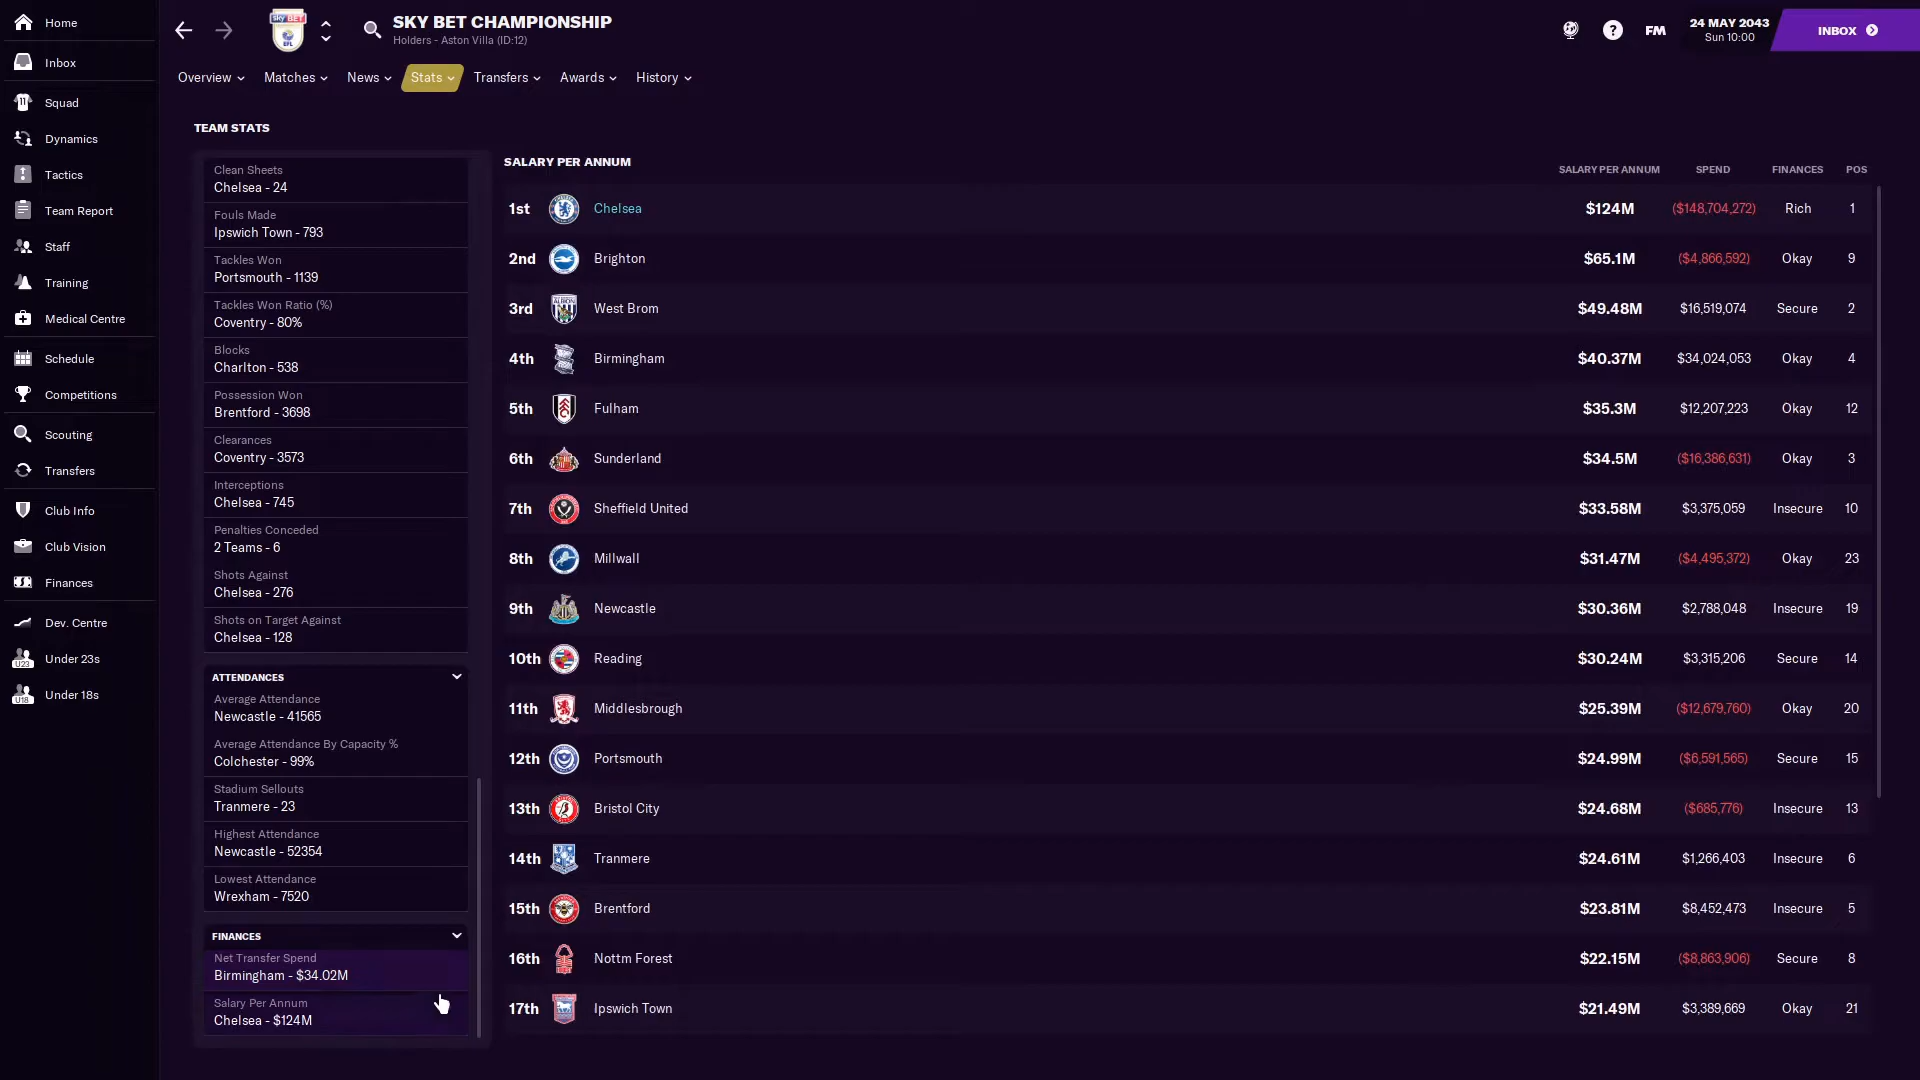 Home
Inbox
Squad
Dynamics
Tactics
Team Report
Staff
Training
Medical Centre
Schedule
Competitions
Scouting
Transfers
Club Info
Club Vision
Finances
Dev. Centre
U23 Under 23s
U18 Under 18s
sky BET
EFL
SKY BET CHAMPIONSHIP
Holders - Aston Villa (ID:12)
FM
24 MAY 2043
Sun 10:00
INBOX
Overview Matches News Stats Transfers Awards History
TEAM STATS
Clean Sheets
Chelsea - 24
Fouls Made
Ipswich Town - 793
Tackles Won
Portsmouth - 1139
Tackles Won Ratio (%)
Coventry - 80%
Blocks
Charlton - 538
Possession Won
Brentford - 3698
Clearances
Coventry - 3573
Interceptions
Chelsea - 745
Penalties Conceded
2 Teams - 6
Shots Against
Chelsea - 276
Shots on Target Against
Chelsea - 128
ATTENDANCES
Average Attendance
Newcastle - 41565
Average Attendance By Capacity %
Colchester - 99%
Stadium Sellouts
Tranmere - 23
Highest Attendance
Newcastle - 52354
Lowest Attendance
Wrexham - 7520
FINANCES
Net Transfer Spend
Birmingham - $34.02M
Salary Per Annum
Chelsea - $124M
SALARY PER ANNUM
SALARY PER ANNUM SPEND FINANCES POS
1st Chelsea $124M ($148,704,272) Rich 1
2nd Brighton $65.1M ($4,866,592) Okay 9
3rd West Brom $49.48M $16,519,074 Secure 2
4th Birmingham $40.37M $34,024,053 Okay 4
5th Fulham $35.3M $12,207,223 Okay 12
6th Sunderland $34.5M ($16,386,631) Okay 3
7th Sheffield United $33.58M $3,375,059 Insecure 10
8th Millwall $31.47M ($4,495,372) Okay 23
9th Newcastle $30.36M $2,788,048 Insecure 19
10th Reading $30.24M $3,315,206 Secure 14
11th Middlesbrough $25.39M ($12,679,760) Okay 20
12th Portsmouth $24.99M ($6,591,565) Secure 15
13th Bristol City $24.68M ($685,776) Insecure 13
14th Tranmere $24.61M $1,266,403 Insecure 6
15th Brentford $23.81M $8,452,473 Insecure 5
16th Nottm Forest $22.15M ($8,863,906) Secure 8
17th Ipswich Town $21.49M $3,389,669 Okay 21